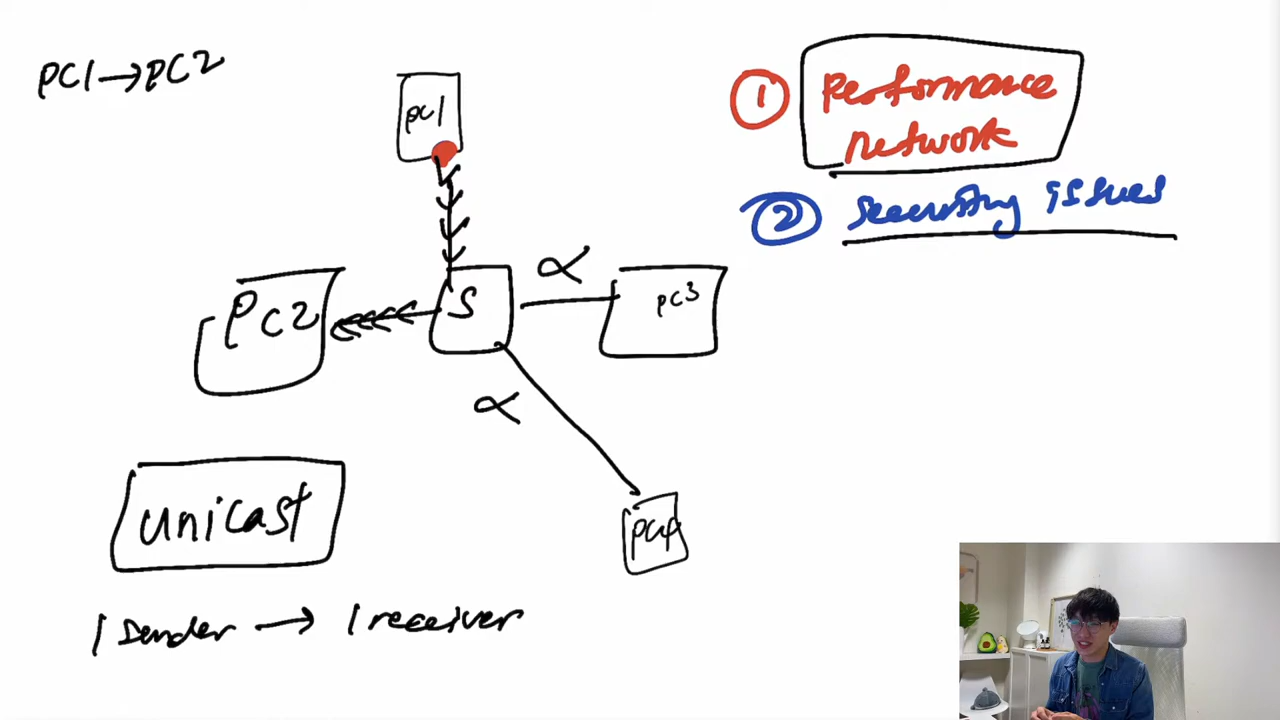 PC1→PC2
PC1
① Performance
network
② security issues
α
S
PC3
PC2
α
unicast
PC4
1 Sender → 1 receiver